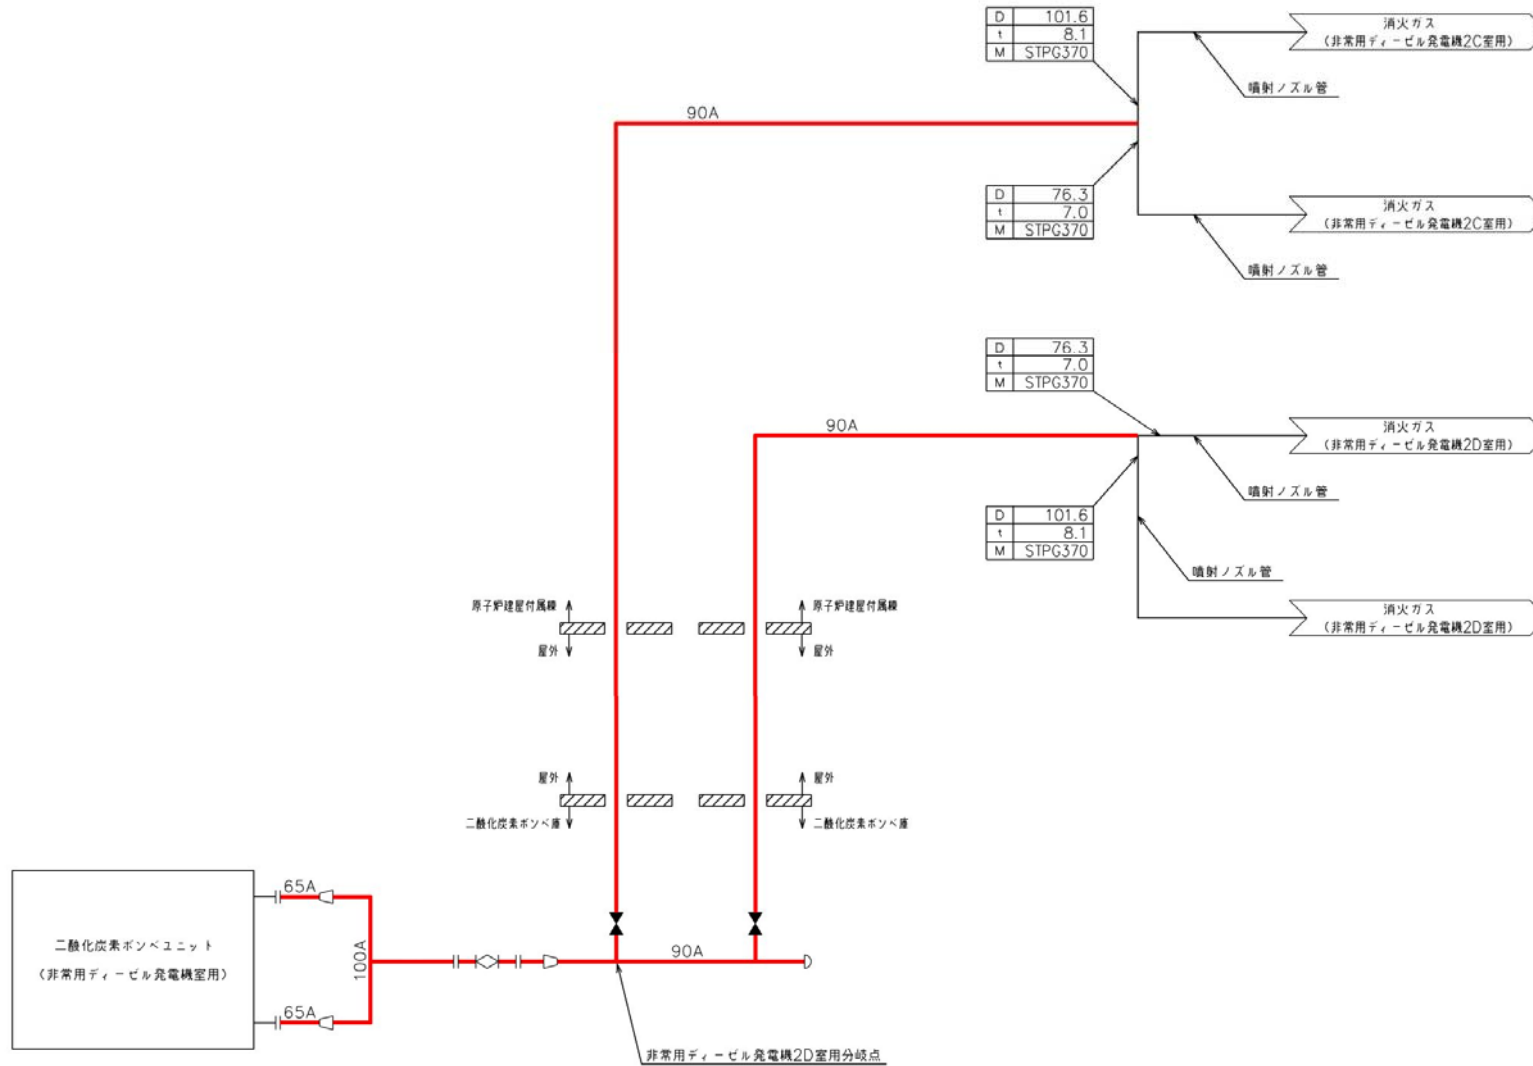 D 101.6
t 8.1
M STPG370
消火ガス
(非常用ディーゼル発電機2C室用)
噴射ノズル管
90A
D 76.3
t 7.0
M STPG370
消火ガス
(非常用ディーゼル発電機2C室用)
噴射ノズル管
D 76.3
t 7.0
M STPG370
90A
消火ガス
(非常用ディーゼル発電機2D室用)
噴射ノズル管
D 101.6
t 8.1
M STPG370
噴射ノズル管
消火ガス
(非常用ディーゼル発電機2D室用)
原子炉建屋付属棟
原子炉建屋付属棟
屋外
屋外
屋外
屋外
二酸化炭素ボンベ庫
二酸化炭素ボンベ庫
65A
二酸化炭素ボンベユニット
(非常用ディーゼル発電機室用)
100A
90A
65A
非常用ディーゼル発電機2D室用分岐点